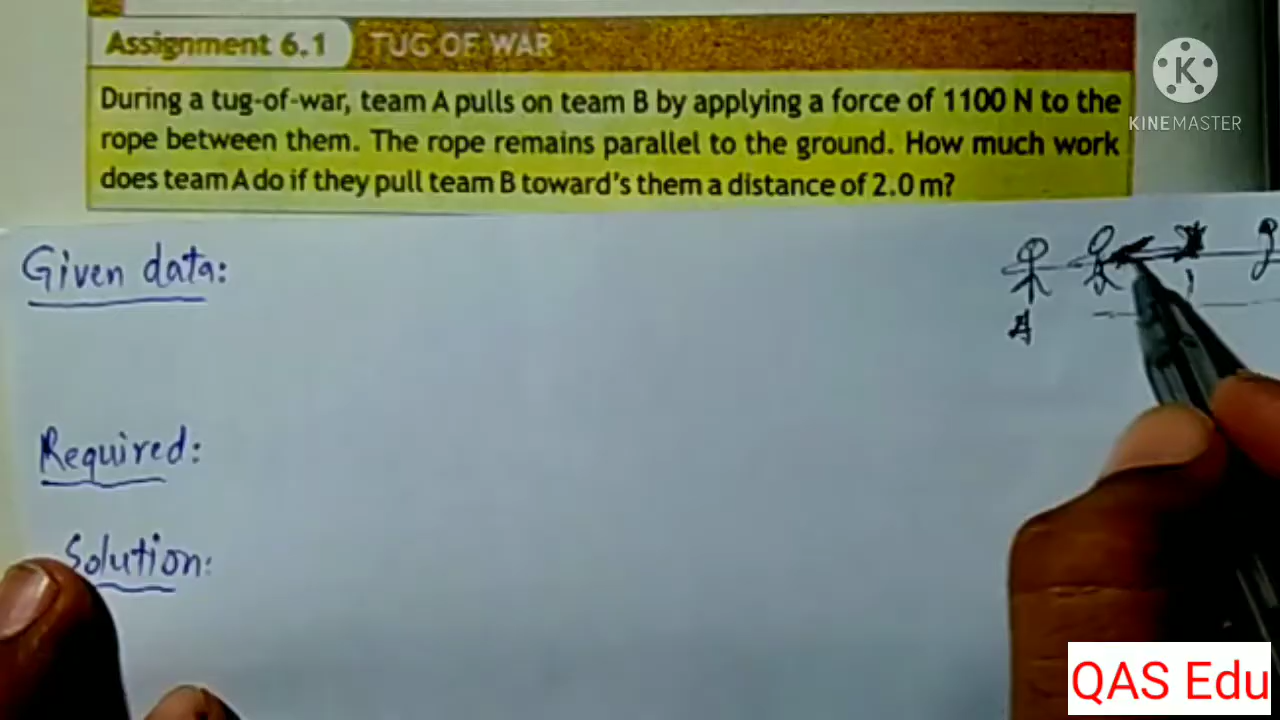 Assignment 6.1 TUG OF WAR
During a tug-of-war, team A pulls on team B by applying a force of 1100 N to the
rope between them. The rope remains parallel to the ground. How much work
does team A do if they pull team B toward's them a distance of 2.0 m?
K
KINEMASTER
Given data:
A
Required:
Solution:
QAS Edu